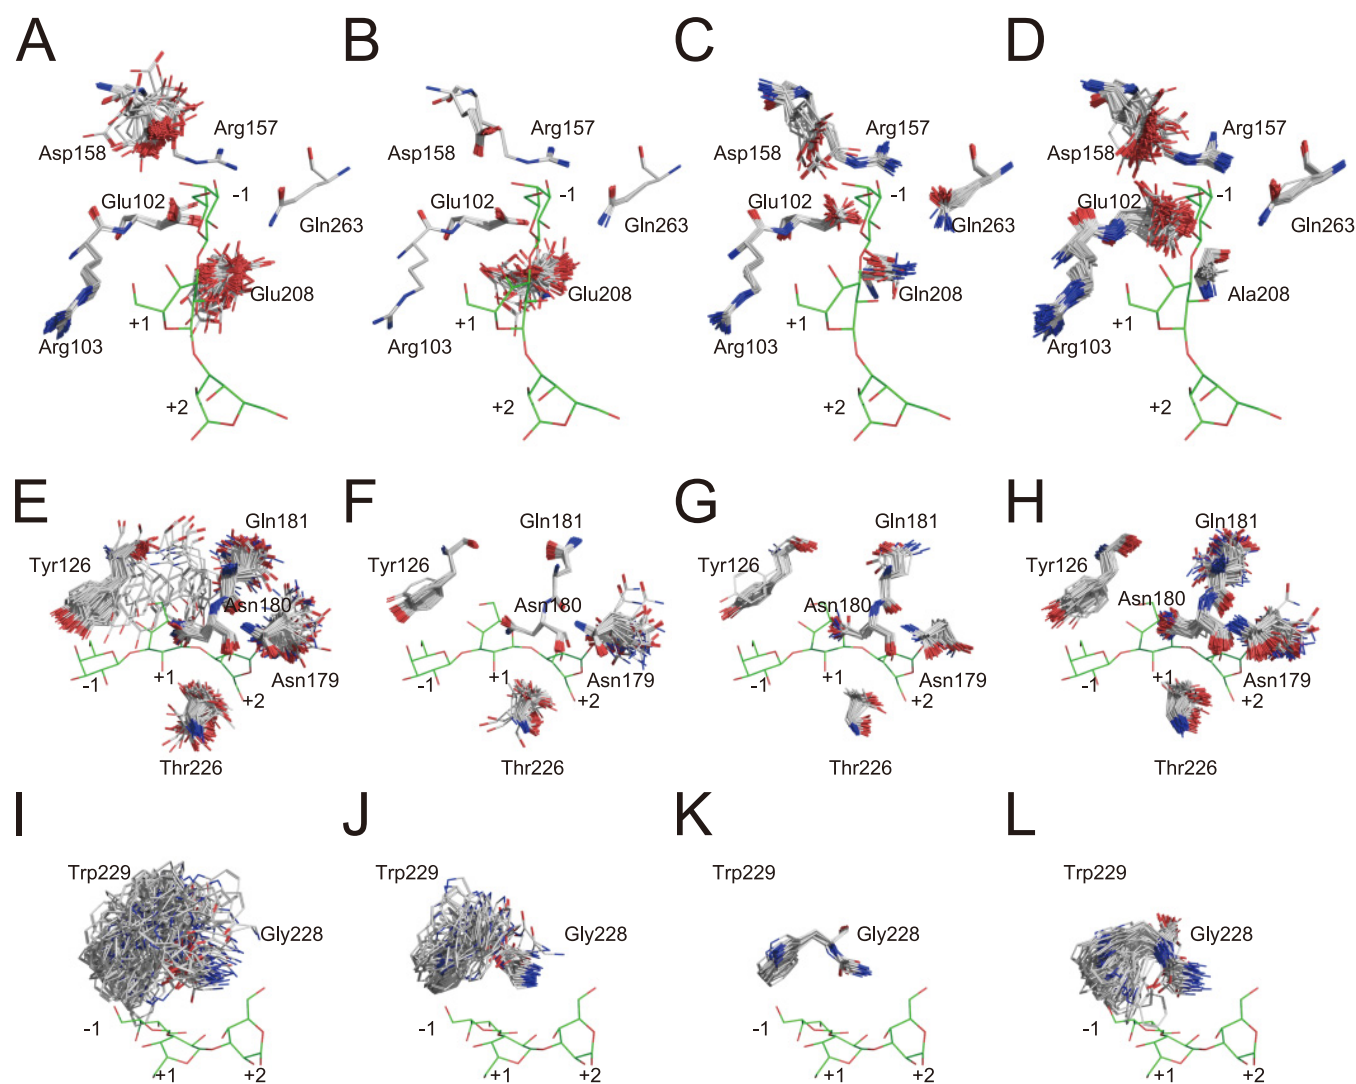 A B C D
Asp158 Arg157 Glu102 -1 Gln263 Glu208 +1 Arg103 +2
Asp158 Arg157 Glu102 -1 Gln263 Glu208 +1 Arg103 +2
Asp158 Arg157 Glu102 -1 Gln263 Gln208 +1 Arg103 +2
Asp158 Arg157 Glu102 -1 Gln263 Ala208 +1 Arg103 +2
E F G H
Gln181 Tyr126 Asn180 -1 +1 Asn179 +2 Thr226
Gln181 Tyr126 Asn180 -1 +1 Asn179 +2 Thr226
Gln181 Tyr126 Asn180 -1 +1 Asn179 +2 Thr226
Gln181 Tyr126 Asn180 -1 +1 Asn179 +2 Thr226
I J K L
Trp229 Gly228 -1 +1 +2
Trp229 Gly228 -1 +1 +2
Trp229 Gly228 -1 +1 +2
Trp229 Gly228 -1 +1 +2